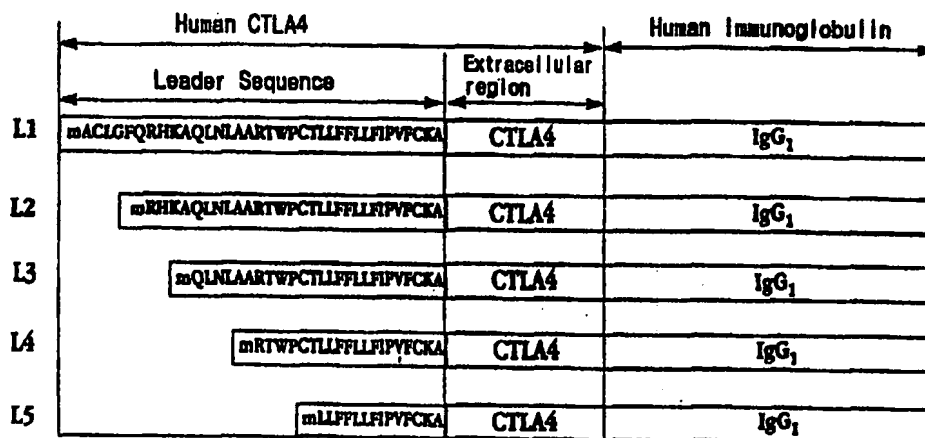 Human CTLA4
Human Immunoglobulin
Leader Sequence
Extracellular region
L1 mACLGFQRHKAQLNLAARTWPCTLLFFLLFIPVFCKA CTLA4 IgG1
L2 mRHKAQLNLAARTWPCTLLFFLLFIPVFCKA CTLA4 IgG1
L3 mQLNLAARTWPCTLLFFLLFIPVFCKA CTLA4 IgG1
L4 mRTWPCTLLFFLLFIPVFCKA CTLA4 IgG1
L5 mLLFFLLFIPVFCKA CTLA4 IgG1